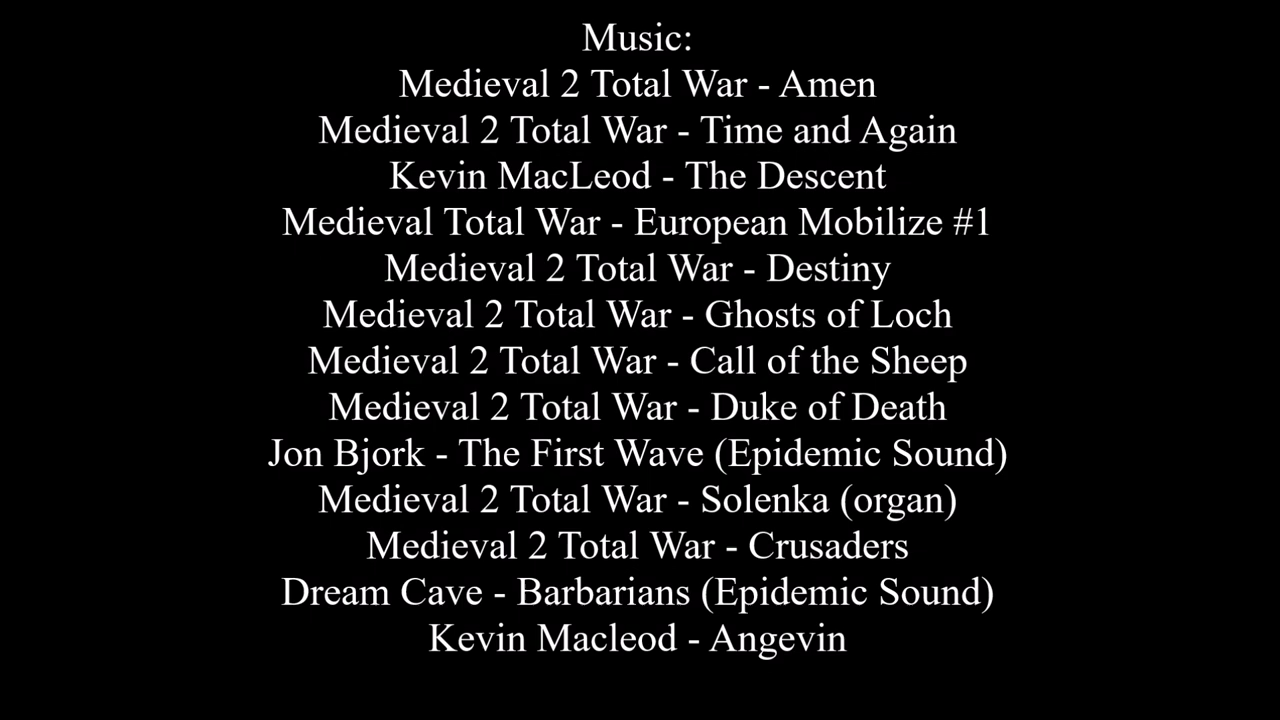 Music:
Medieval 2 Total War - Amen
Medieval 2 Total War - Time and Again
Kevin MacLeod - The Descent
Medieval Total War - European Mobilize #1
Medieval 2 Total War - Destiny
Medieval 2 Total War - Ghosts of Loch
Medieval 2 Total War - Call of the Sheep
Medieval 2 Total War - Duke of Death
Jon Bjork - The First Wave (Epidemic Sound)
Medieval 2 Total War - Solenka (organ)
Medieval 2 Total War - Crusaders
Dream Cave - Barbarians (Epidemic Sound)
Kevin Macleod - Angevin